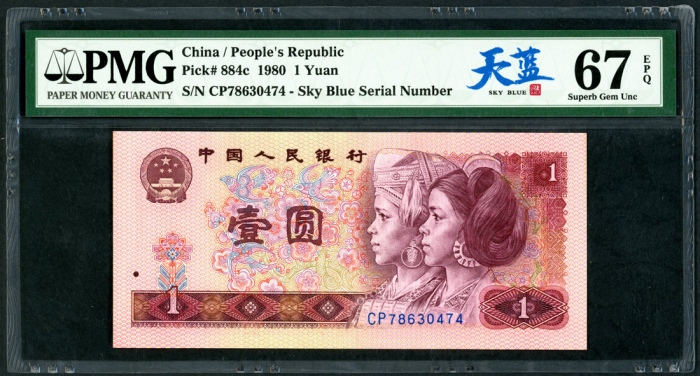 PMG
PAPER MONEY GUARANTY
China / People's Republic
Pick# 884c 1980 1 Yuan
S/N CP78630474 - Sky Blue Serial Number
天蓝
SKY BLUE
67 EPQ
Superb Gem Unc
中国人民银行
1
壹圆
1
1
CP78630474